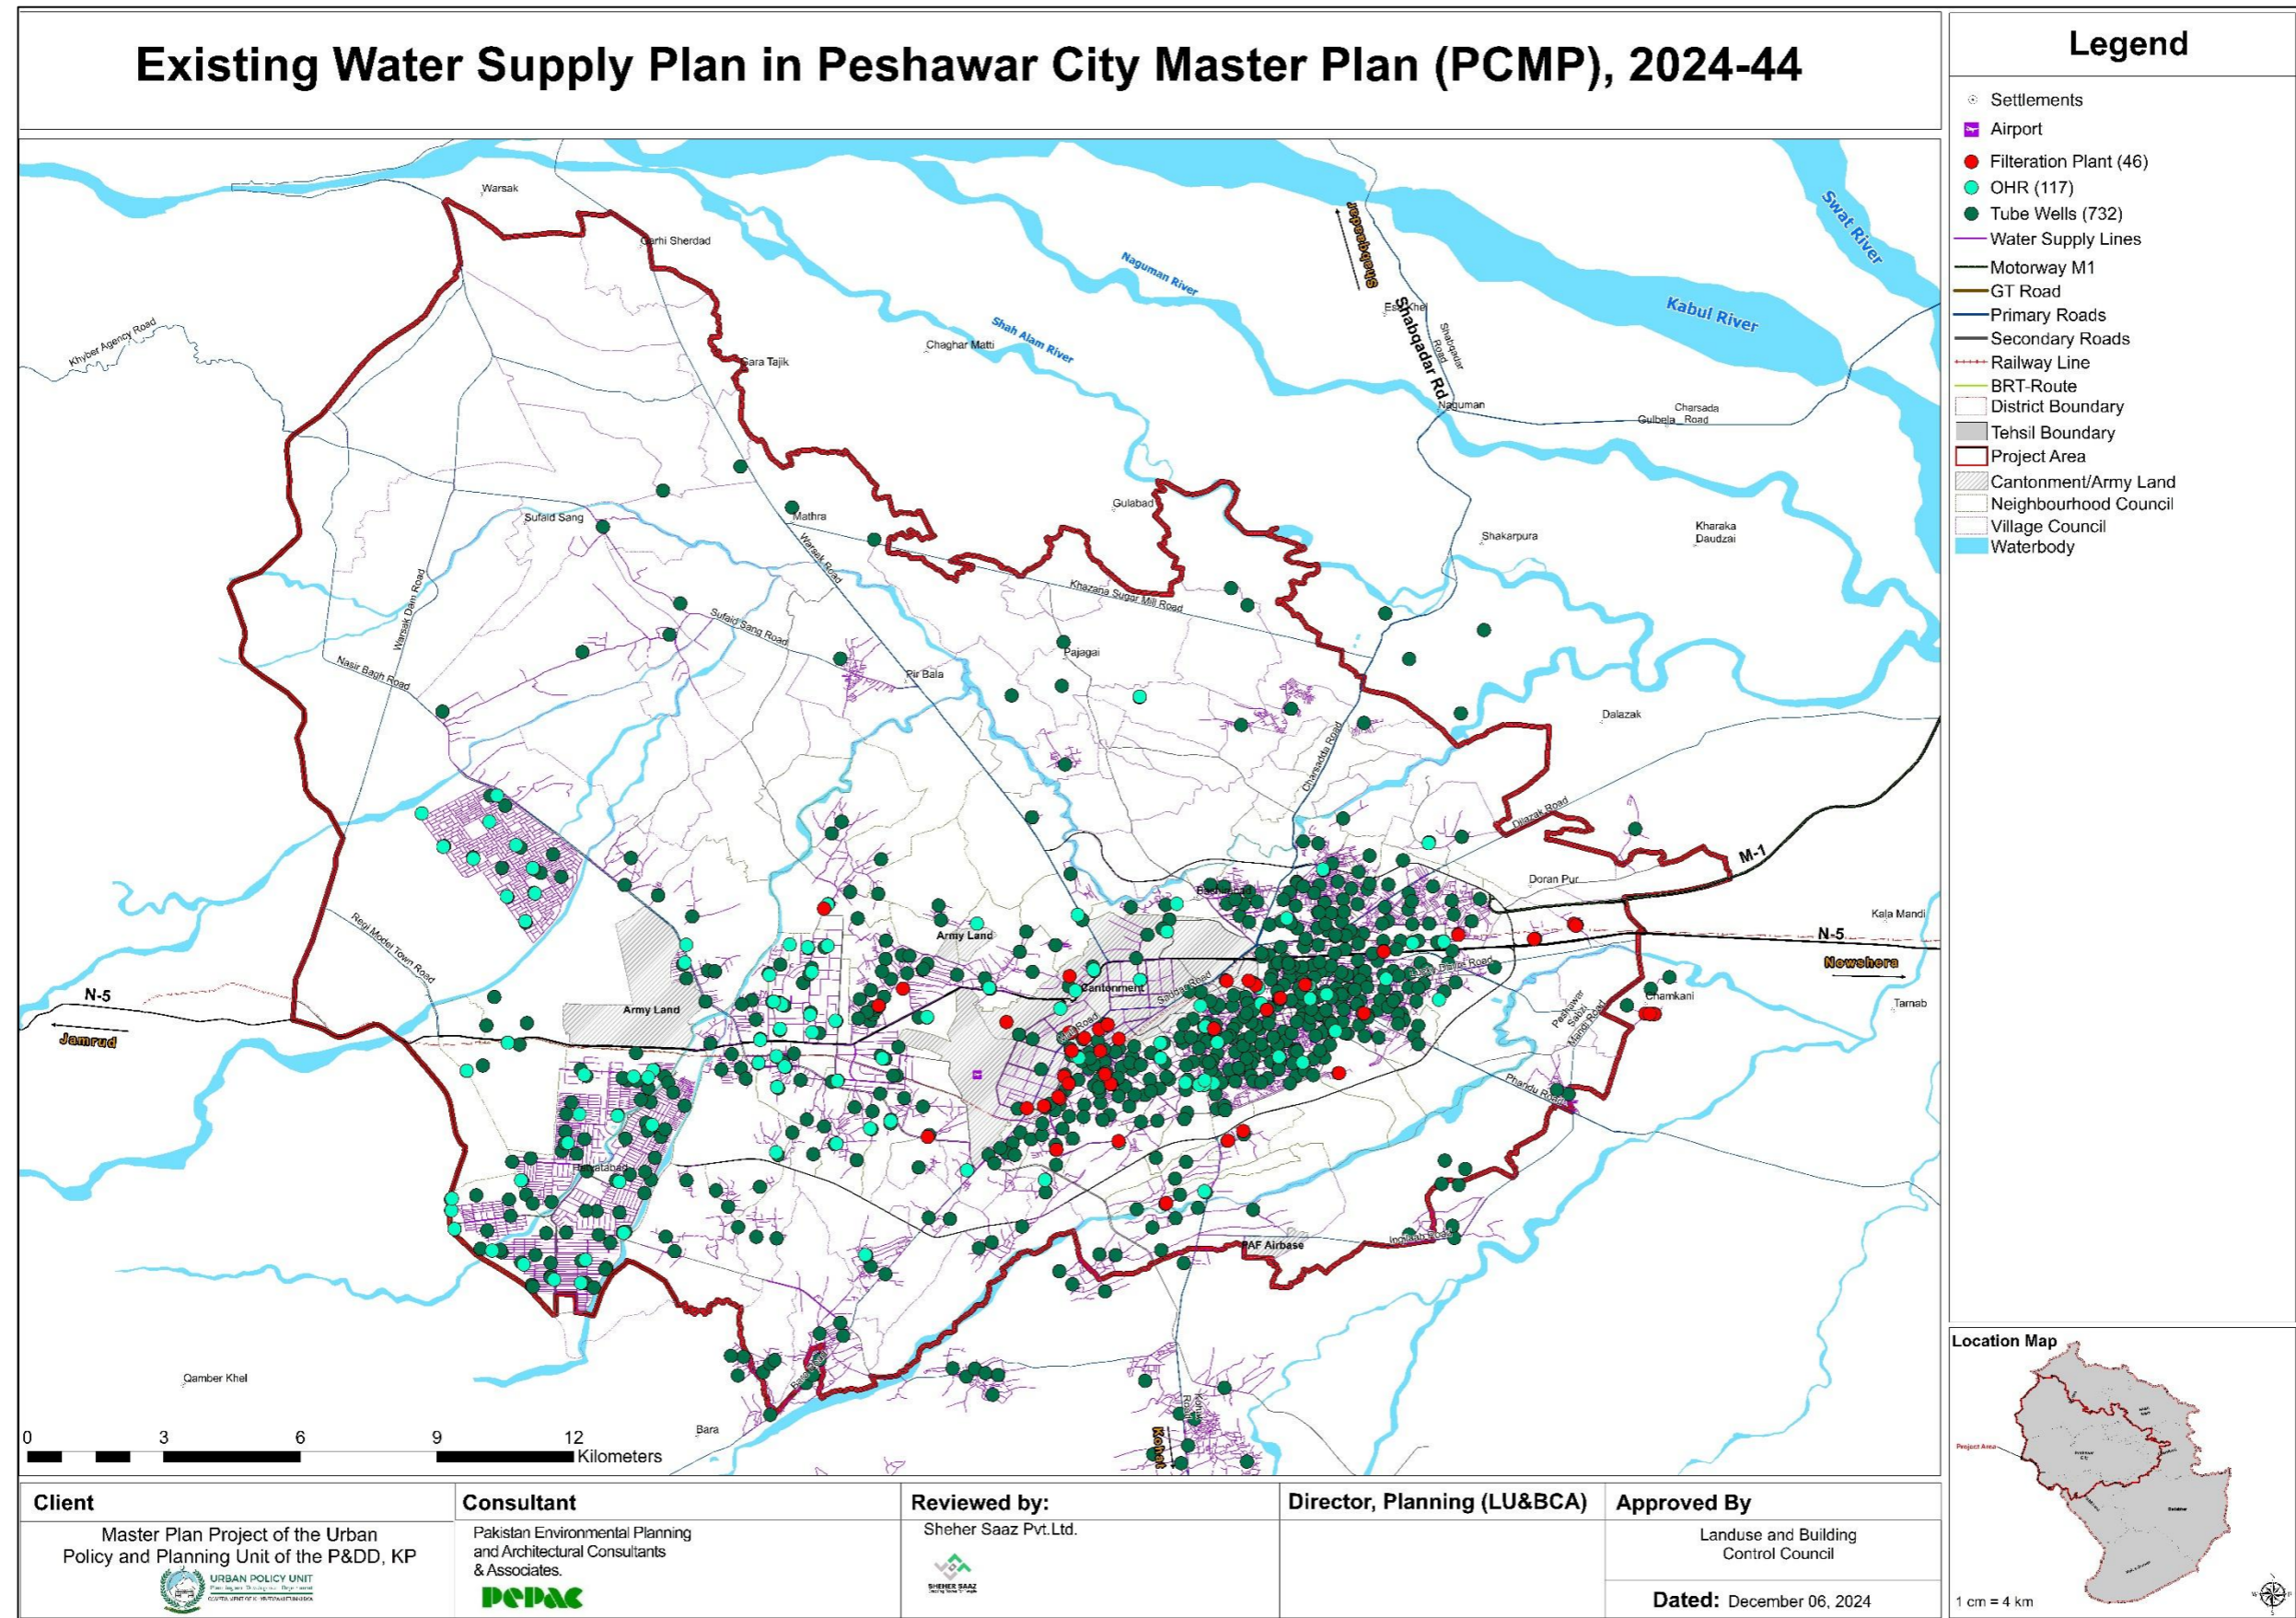 Existing Water Supply Plan in Peshawar City Master Plan (PCMP), 2024-44
Legend
Settlements
Airport
Filteration Plant (46)
OHR (117)
Tube Wells (732)
Water Supply Lines
Motorway M1
GT Road
Primary Roads
Secondary Roads
Railway Line
BRT-Route
District Boundary
Tehsil Boundary
Project Area
Cantonment/Army Land
Neighbourhood Council
Village Council
Waterbody
Warsak
Garhi Sherdad
Khyber Agency Road
Gara Tajik
Chaghar Matti
Shah Alam River
Naguman River
Shabqadar
Shabqadar Rd
Shabqadar
Road
Swat River
Kabul River
Naguman
Charsada
Gulbela_ Road
Gulabad
Shakarpura
Kharaka
Daudzai
Sufaid Sang
Mathra
Warsak Road
Khazana Sugar Mill Road
Warsak Dam Road
Sufaid Sang Road
Nasir Bagh Road
Pir Bala
Pajagai
Charsadda Road
Dalazak
Dilazak Road
M-1
Doran Pur
Kala Mandi
N-5
Nowshera
Regi Model Town Road
Army Land
Army Land
Cantonment
Saddar Road
N-5
Jamrud
Chamkani
Tarnab
Peshawar
Sabzi
Mandi Road
Phandu Road
Hayatabad
PAF Airbase
Qamber Khel
Bara
Kohat
Road
Kohat
0 3 6 9 12
Kilometers
Location Map
Project Area
1 cm = 4 km
Client
Master Plan Project of the Urban
Policy and Planning Unit of the P&DD, KP
URBAN POLICY UNIT
Consultant
Pakistan Environmental Planning
and Architectural Consultants
& Associates.
PePAC
Reviewed by:
Sheher Saaz Pvt.Ltd.
SHEHER SAAZ
Director, Planning (LU&BCA)
Approved By
Landuse and Building
Control Council
Dated: December 06, 2024